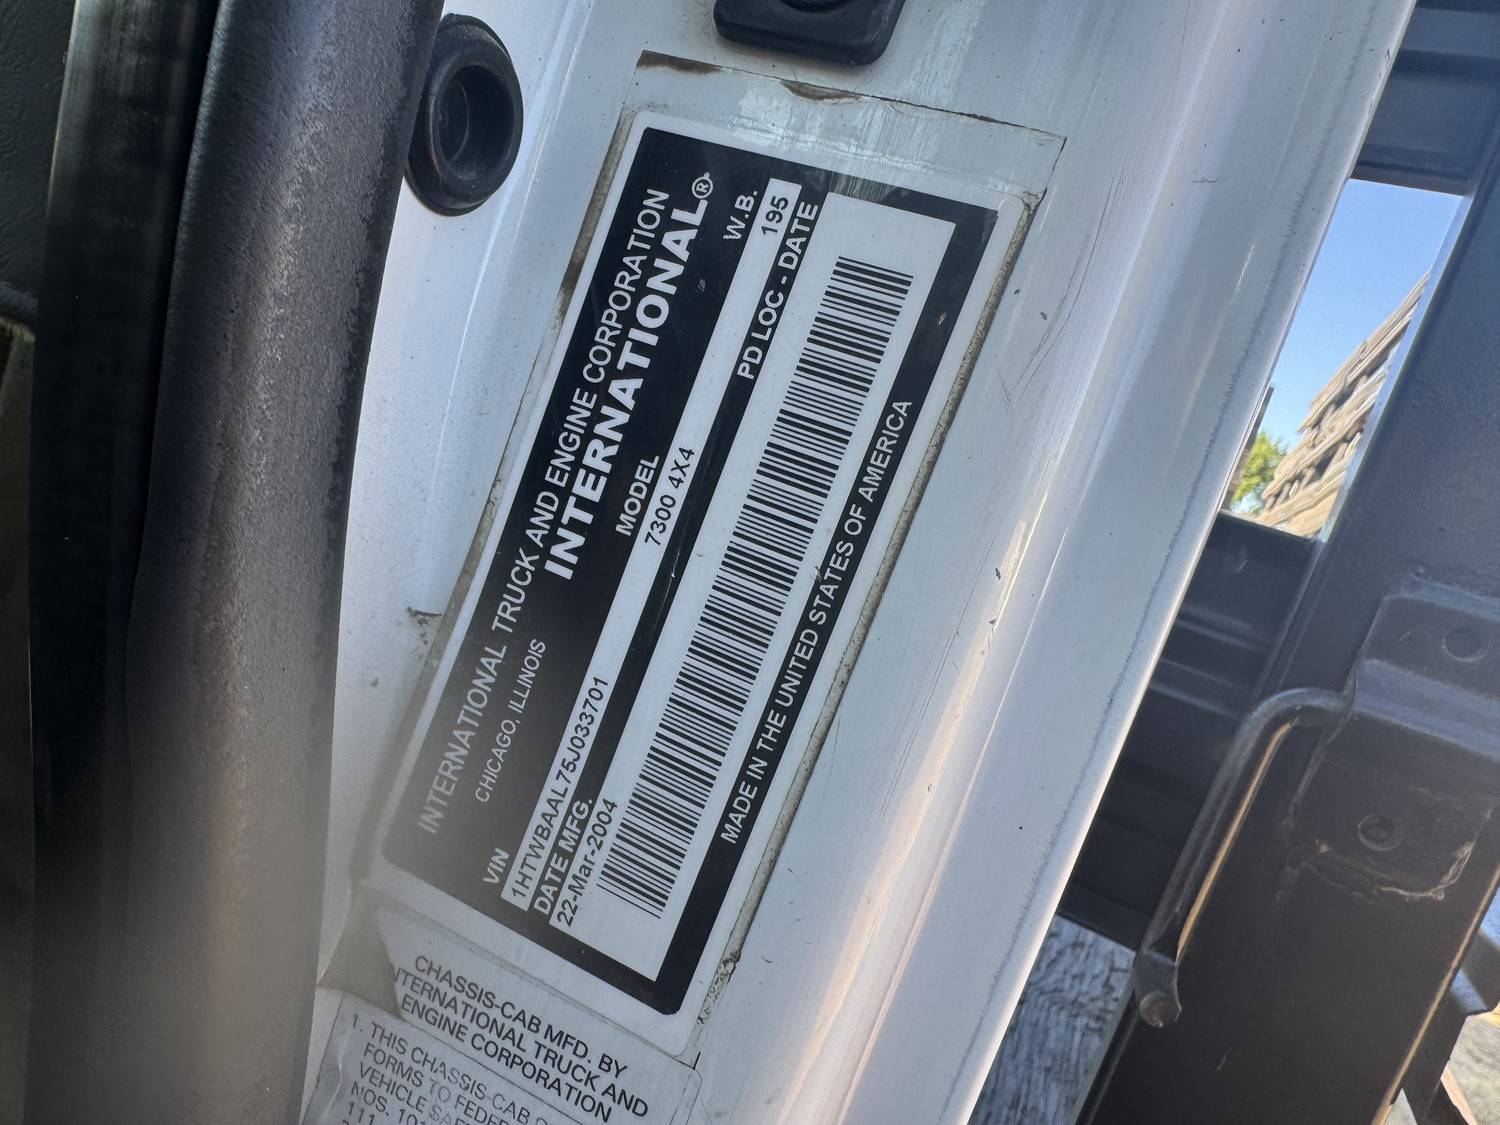 INTERNATIONAL TRUCK AND ENGINE CORPORATION
CHICAGO, ILLINOIS
INTERNATIONAL®
VIN
MODEL
W.B.
1HTWBAAL75J033701
7300 4X4
195
DATE MFG.
PD LOC - DATE
22-Mar-2004
MADE IN THE UNITED STATES OF AMERICA
CHASSIS-CAB MFD. BY
INTERNATIONAL TRUCK AND
ENGINE CORPORATION
1. THIS CHASSIS-CAB
FORMS TO
VEHICLE
NOS.
111